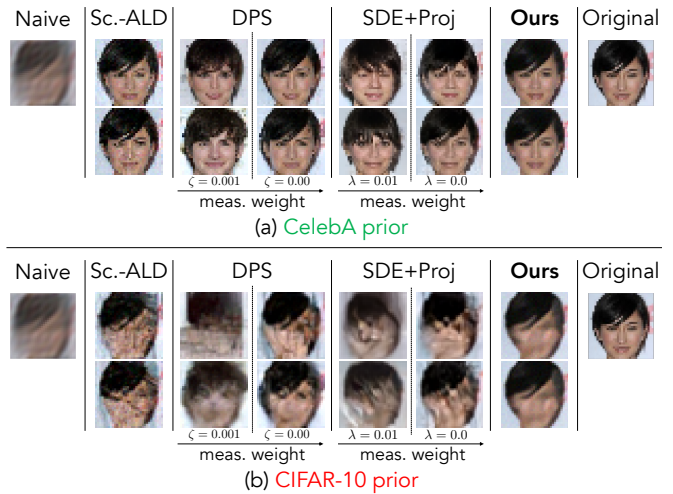 Naive Sc.-ALD DPS SDE+Proj Ours Original
ζ = 0.001 ζ = 0.00 λ = 0.01 λ = 0.0
meas. weight meas. weight
(a) CelebA prior
Naive Sc.-ALD DPS SDE+Proj Ours Original
ζ = 0.001 ζ = 0.00 λ = 0.01 λ = 0.0
meas. weight meas. weight
(b) CIFAR-10 prior